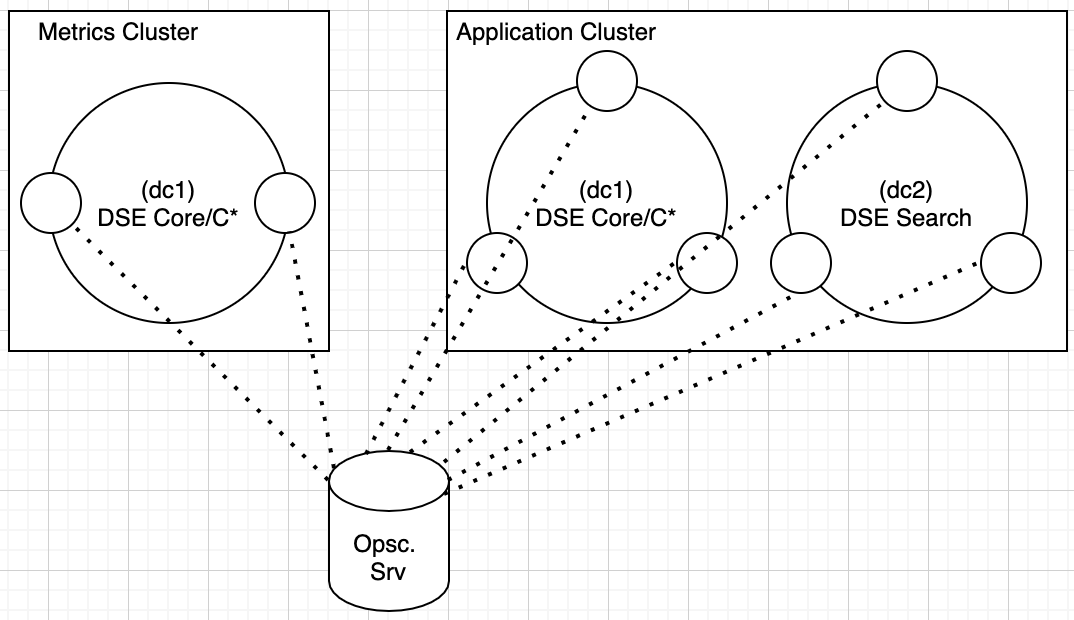 Metrics Cluster
Application Cluster
(dc1)
DSE Core/C*
(dc1)
DSE Core/C*
(dc2)
DSE Search
Opsc.
Srv